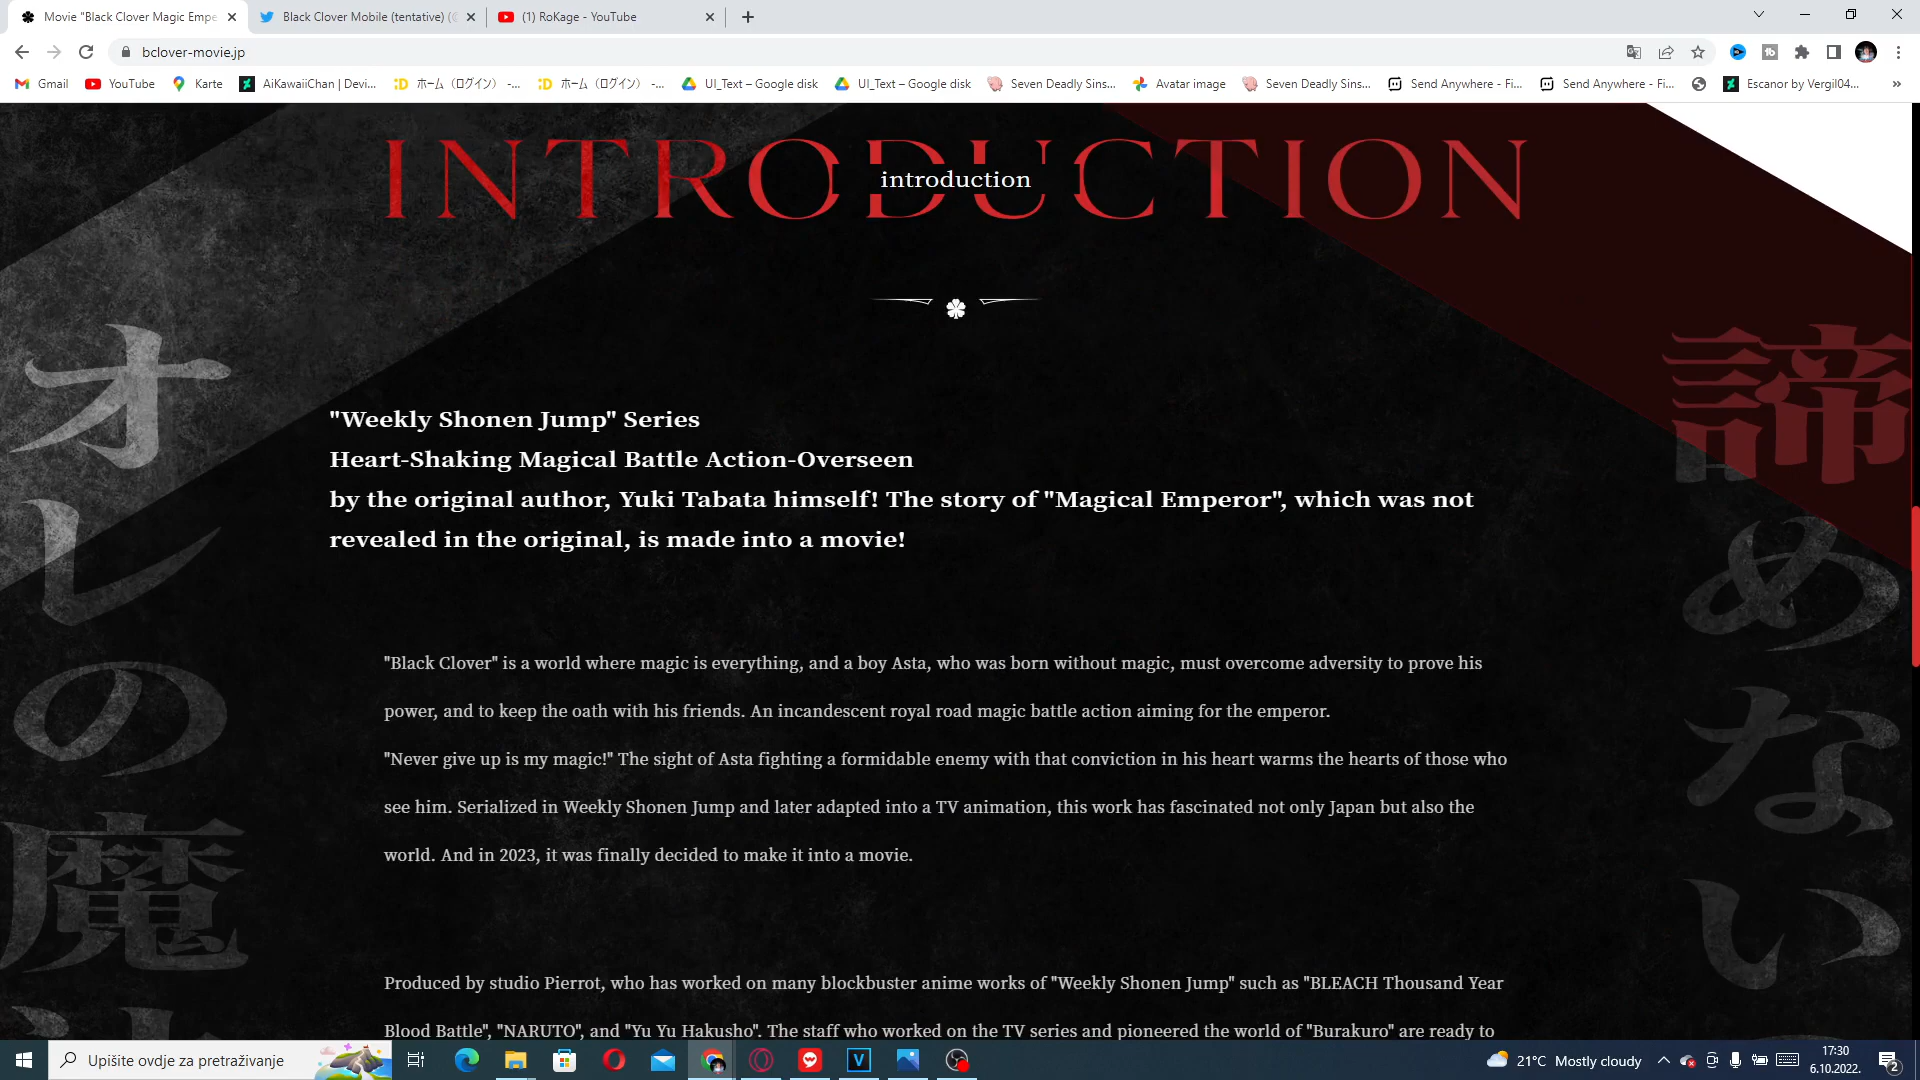 Movie "Black Clover Magic Empe
Black Clover Mobile (tentative) (@
(1) RoKage - YouTube
bclover-movie.jp
Gmail
YouTube
Karte
AiKawaiiChan | Devi...
ホーム（ログイン） -...
ホーム（ログイン） -...
UI_Text – Google disk
UI_Text – Google disk
Seven Deadly Sins...
Avatar image
Seven Deadly Sins...
Send Anywhere - Fi...
Send Anywhere - Fi...
Escanor by Vergil04...
»
INTRODUCTION
introduction
"Weekly Shonen Jump" Series
Heart-Shaking Magical Battle Action-Overseen
by the original author, Yuki Tabata himself! The story of "Magical Emperor", which was not
revealed in the original, is made into a movie!
オレの魔
諦めない
"Black Clover" is a world where magic is everything, and a boy Asta, who was born without magic, must overcome adversity to prove his
power, and to keep the oath with his friends. An incandescent royal road magic battle action aiming for the emperor.
"Never give up is my magic!" The sight of Asta fighting a formidable enemy with that conviction in his heart warms the hearts of those who
see him. Serialized in Weekly Shonen Jump and later adapted into a TV animation, this work has fascinated not only Japan but also the
world. And in 2023, it was finally decided to make it into a movie.
Produced by studio Pierrot, who has worked on many blockbuster anime works of "Weekly Shonen Jump" such as "BLEACH Thousand Year
Blood Battle", "NARUTO", and "Yu Yu Hakusho". The staff who worked on the TV series and pioneered the world of "Burakuro" are ready to
Upišite ovdje za pretraživanje
21°C Mostly cloudy
17:30
6.10.2022.
2